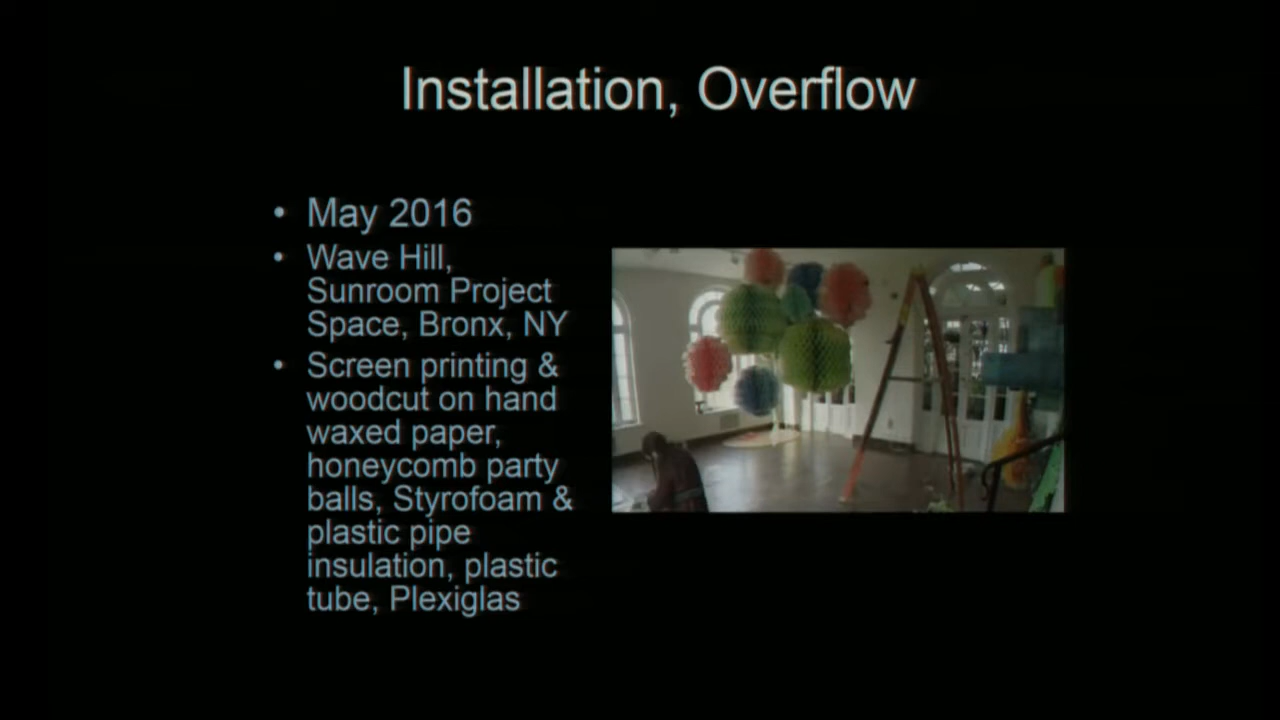 Installation, Overflow
• May 2016
• Wave Hill,
Sunroom Project
Space, Bronx, NY
• Screen printing &
woodcut on hand
waxed paper,
honeycomb party
balls, Styrofoam &
plastic pipe
insulation, plastic
tube, Plexiglas